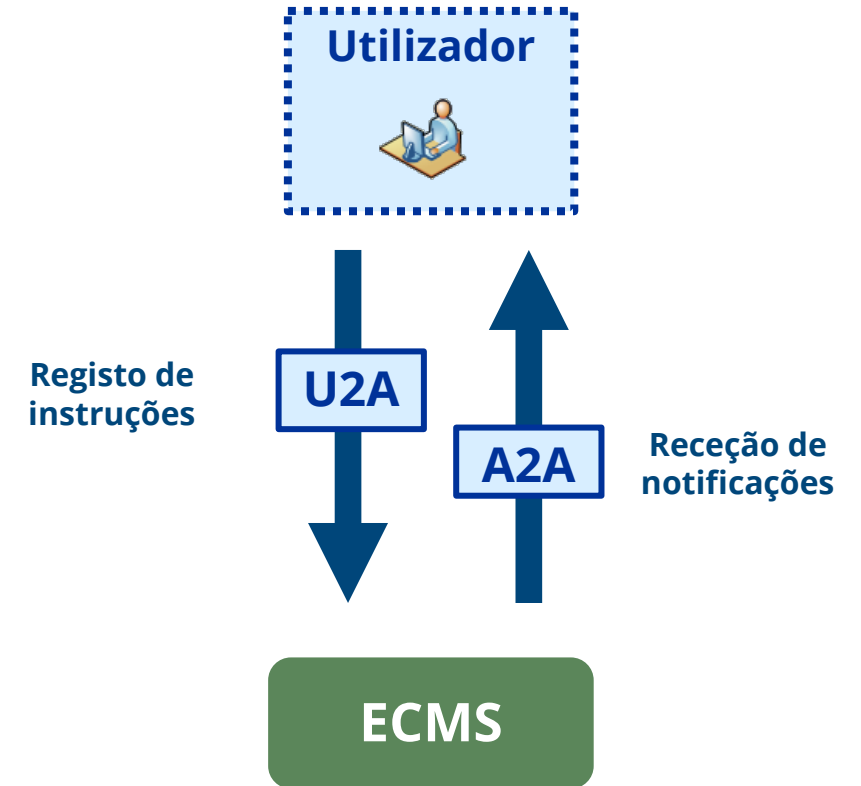 Utilizador
Registo de
instruções
U2A
A2A
Receção de
notificações
ECMS